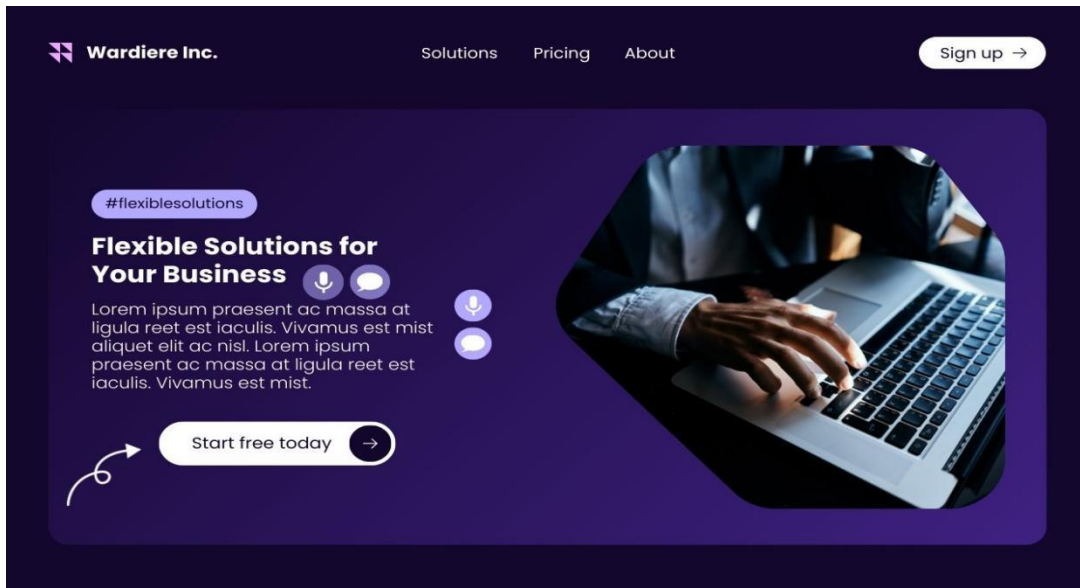 Wardiere Inc.
Solutions
Pricing
About
Sign up
#flexiblesolutions
Flexible Solutions for
Your Business
Lorem ipsum praesent ac massa at
ligula reet est iaculis. Vivamus est mist
aliquet elit ac nisl. Lorem ipsum
praesent ac massa at ligula reet est
iaculis. Vivamus est mist.
Start free today